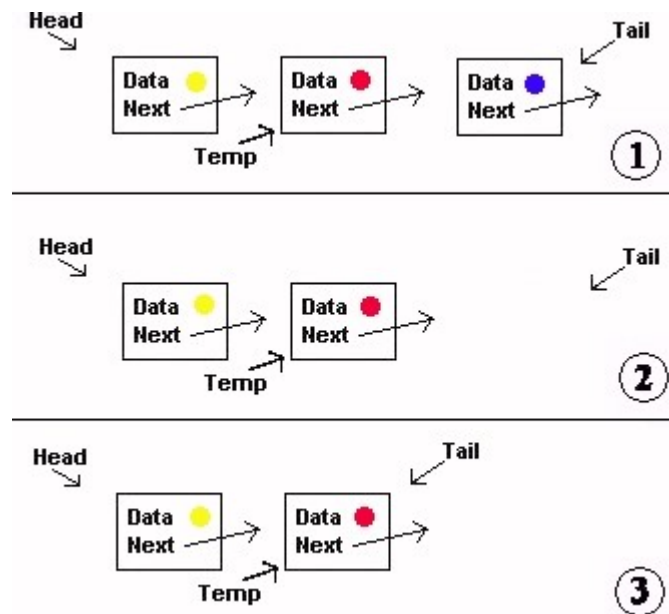 Head
Tail
Data Data Data
Next Next Next
Temp
1
Head
Tail
Data Data
Next Next
Temp
2
Head
Tail
Data Data
Next Next
Temp
3